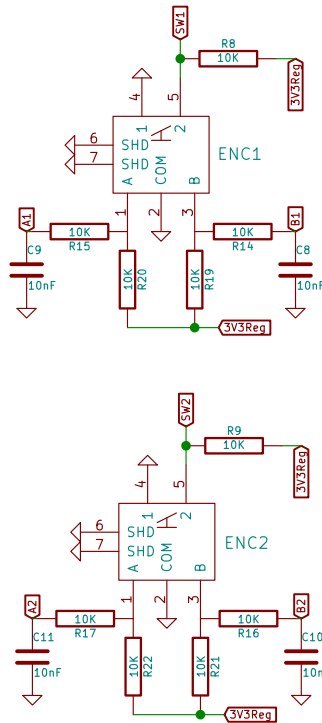 SW1
R8
10K
3V3Reg
4
5
1
2
ENC1
6
SHD
7
SHD
A
COM
B
1
2
3
A1
10K
R15
C9
10nF
10K
R20
10K
R19
10K
R14
B1
C8
10nF
3V3Reg
SW2
R9
10K
3V3Reg
4
5
1
2
ENC2
6
SHD
7
SHD
A
COM
B
1
2
3
A2
10K
R17
C11
10nF
10K
R22
10K
R21
10K
R16
B2
C10
10nF
3V3Reg